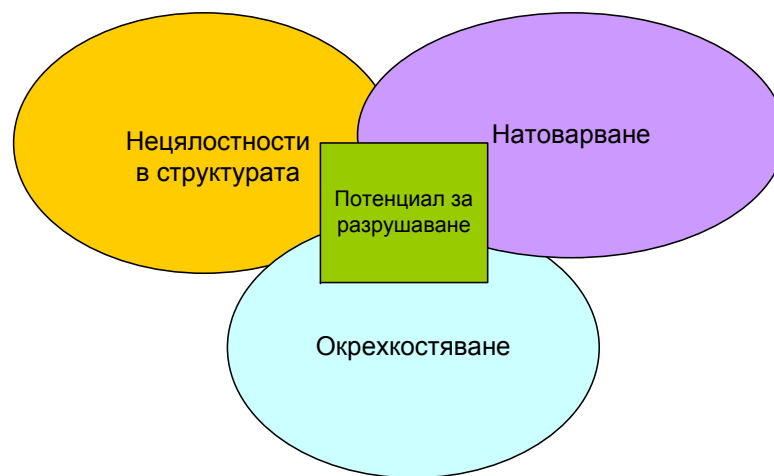 Нецялостности
в структурата
Натоварване
Потенциал за
разрушаване
Окрехкостяване